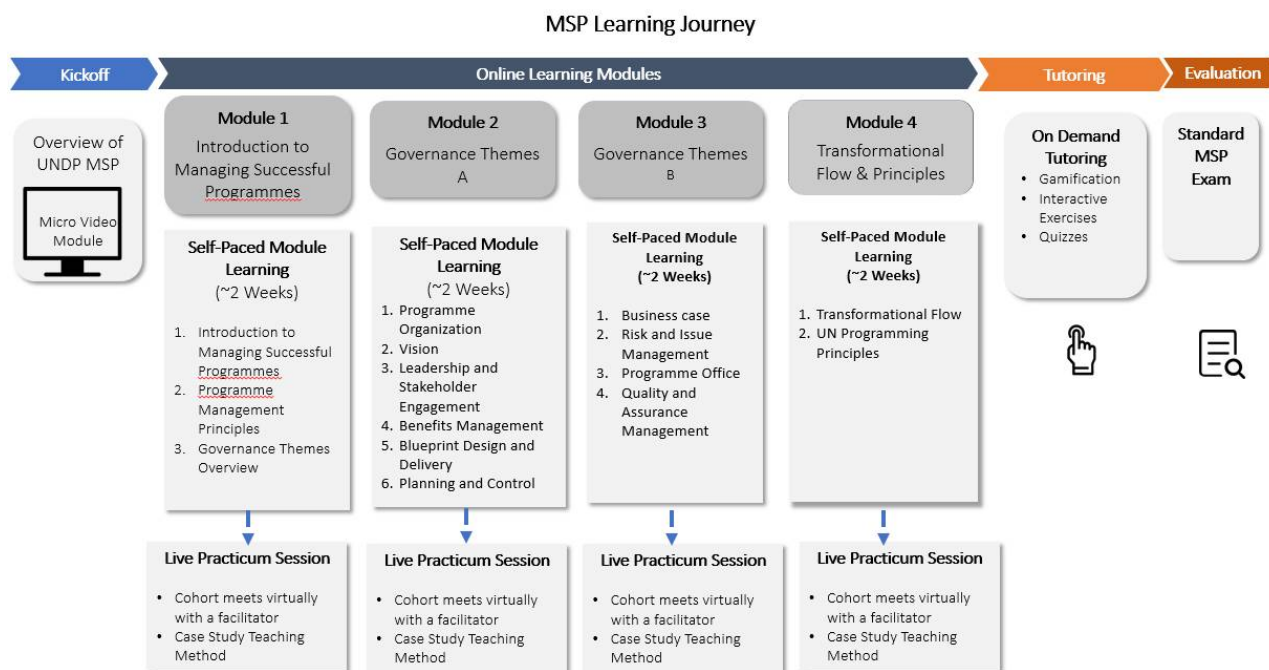 MSP Learning Journey
Kickoff
Online Learning Modules
Tutoring
Evaluation
Overview of
UNDP MSP
Micro Video
Module
Module 1
Introduction to
Managing Successful
Programmes
Self-Paced Module
Learning
(~2 Weeks)
1. Introduction to
Managing Successful
Programmes
2. Programme
Management
Principles
3. Governance Themes
Overview
Live Practicum Session
• Cohort meets virtually
with a facilitator
• Case Study Teaching
Method
Module 2
Governance Themes
A
Self-Paced Module
Learning
(~2 Weeks)
1. Programme
Organization
2. Vision
3. Leadership and
Stakeholder
Engagement
4. Benefits Management
5. Blueprint Design and
Delivery
6. Planning and Control
Live Practicum Session
• Cohort meets virtually
with a facilitator
• Case Study Teaching
Method
Module 3
Governance Themes
B
Self-Paced Module
Learning
(~2 Weeks)
1. Business case
2. Risk and Issue
Management
3. Programme Office
4. Quality and
Assurance
Management
Live Practicum Session
• Cohort meets virtually
with a facilitator
• Case Study Teaching
Method
Module 4
Transformational
Flow & Principles
Self-Paced Module
Learning
(~2 Weeks)
1. Transformational Flow
2. UN Programming
Principles
Live Practicum Session
• Cohort meets virtually
with a facilitator
• Case Study Teaching
Method
On Demand
Tutoring
• Gamification
• Interactive
Exercises
• Quizzes
Standard
MSP
Exam